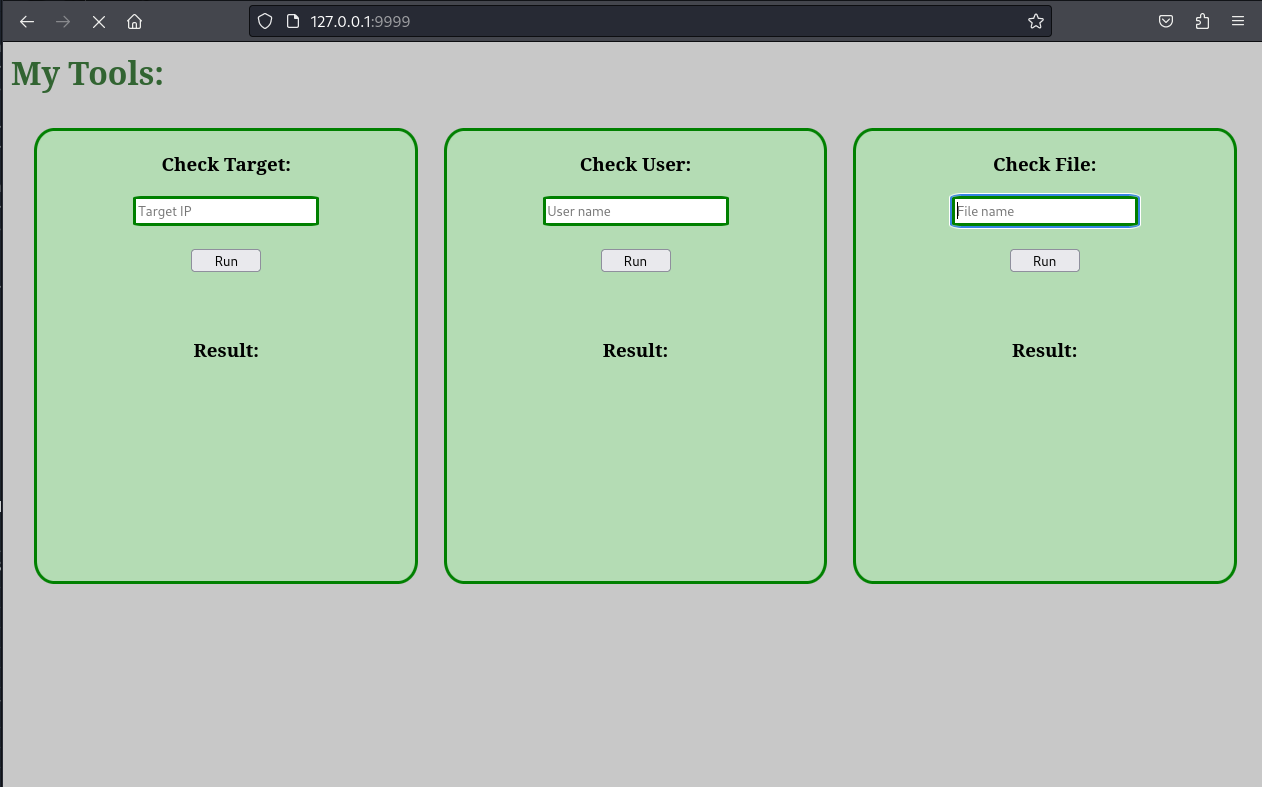 127.0.0.1:9999
My Tools:
Check Target:
Target IP
Run
Result:
Check User:
User name
Run
Result:
Check File:
File name
Run
Result: